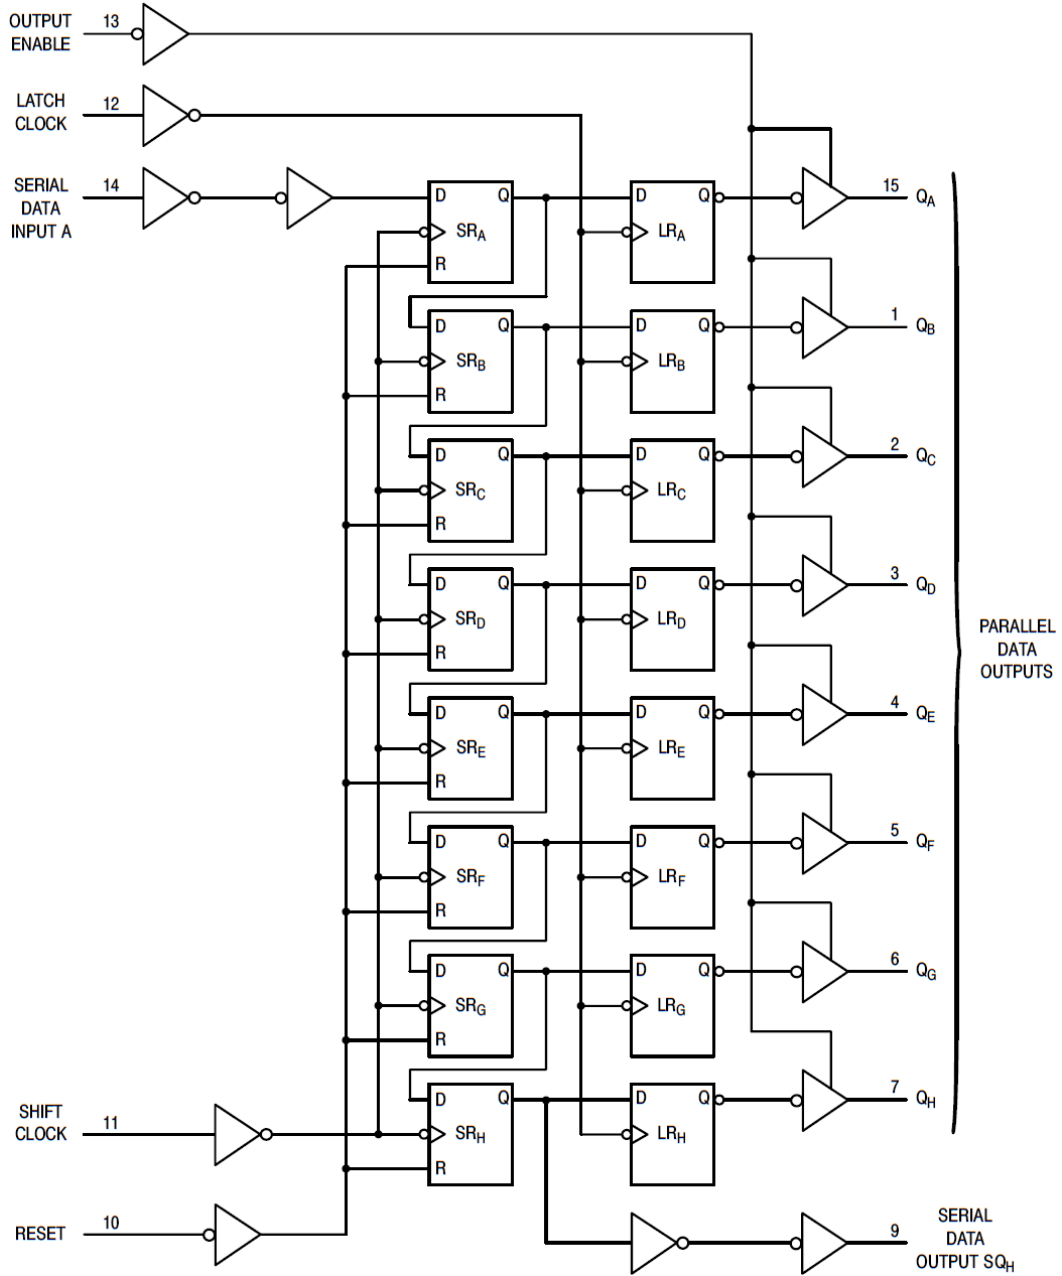 OUTPUT
ENABLE
13
LATCH
CLOCK
12
SERIAL
DATA
INPUT A
14
D Q
SRA
R
D Q
LRA
15
QA
D Q
SRB
R
D Q
LRB
1
QB
D Q
SRC
R
D Q
LRC
2
QC
D Q
SRD
R
D Q
LRD
3
QD
D Q
SRE
R
D Q
LRE
4
QE
D Q
SRF
R
D Q
LRF
5
QF
D Q
SRG
R
D Q
LRG
6
QG
D Q
SRH
R
D Q
LRH
7
QH
PARALLEL
DATA
OUTPUTS
SHIFT
CLOCK
11
RESET
10
9
SERIAL
DATA
OUTPUT SQH